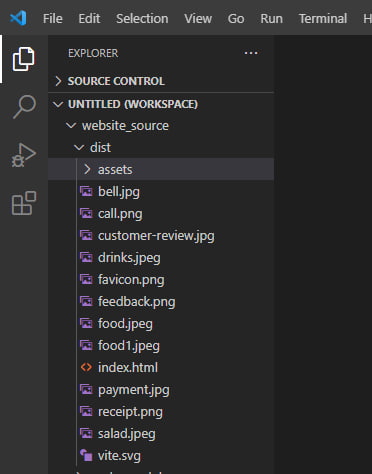 File Edit Selection View Go Run Terminal H
EXPLORER ···
SOURCE CONTROL
UNTITLED (WORKSPACE)
website_source
dist
assets
bell.jpg
call.png
customer-review.jpg
drinks.jpeg
favicon.png
feedback.png
food.jpeg
food1.jpeg
index.html
payment.jpg
receipt.png
salad.jpeg
vite.svg